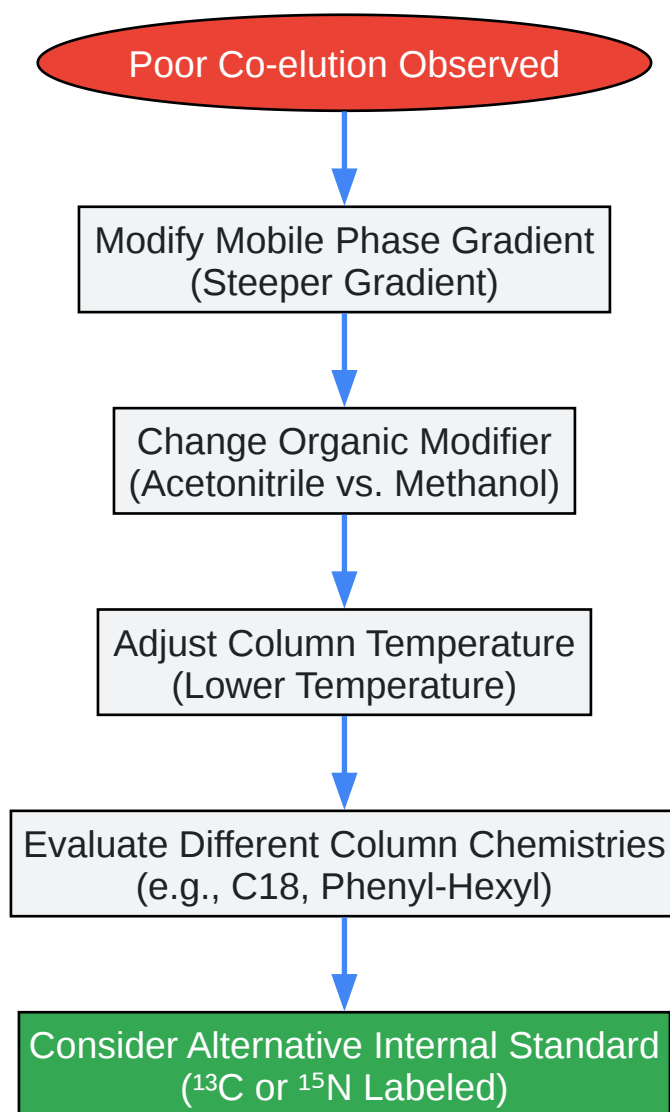 Poor Co-elution Observed
Modify Mobile Phase Gradient
(Steeper Gradient)
Change Organic Modifier
(Acetonitrile vs. Methanol)
Adjust Column Temperature
(Lower Temperature)
Evaluate Different Column Chemistries
(e.g., C18, Phenyl-Hexyl)
Consider Alternative Internal Standard
(¹³C or ¹⁵N Labeled)